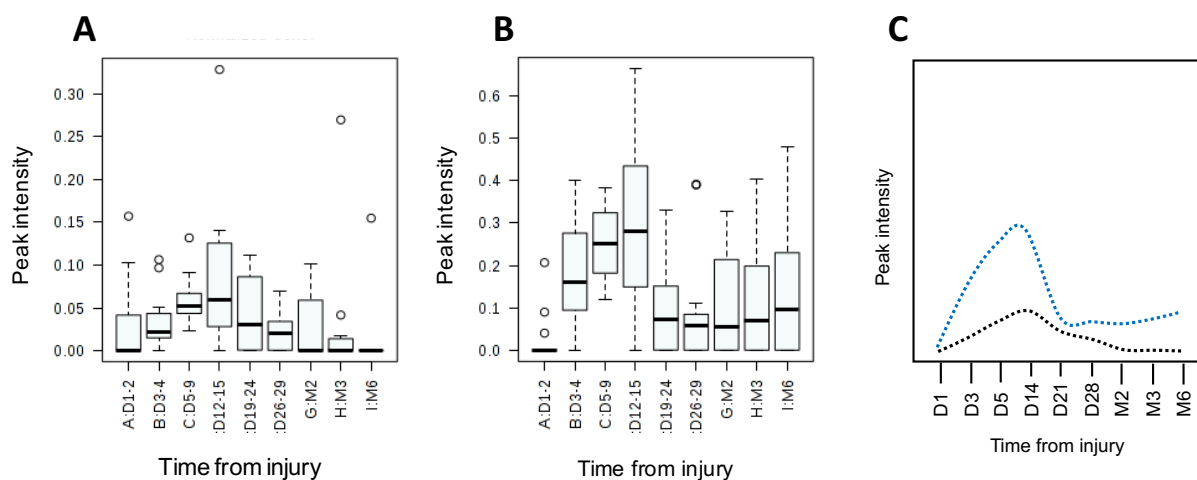 A
B
C
Peak intensity
0.30
0.25
0.20
0.15
0.10
0.05
0.00
A:D1-2
B:D3-4
C:D5-9
:D12-15
:D19-24
:D26-29
G:M2
H:M3
I:M6
Time from injury
Peak intensity
0.6
0.5
0.4
0.3
0.2
0.1
0.0
A:D1-2
B:D3-4
C:D5-9
:D12-15
:D19-24
:D26-29
G:M2
H:M3
I:M6
Time from injury
Peak intensity
D1
D3
D5
D14
D21
D28
M2
M3
M6
Time from injury